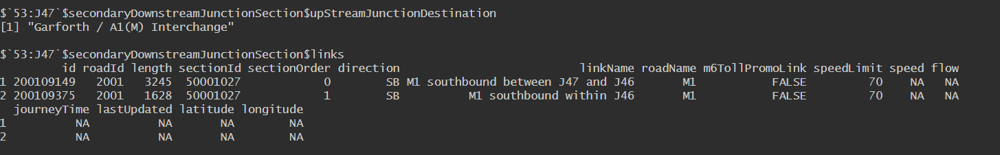 $`53:J47`$secondaryDownstreamJunctionSection$upStreamJunctionDestination
[1] "Garforth / A1(M) Interchange"

$`53:J47`$secondaryDownstreamJunctionSection$links
         id roadId length sectionId sectionOrder direction                          linkName roadName m6TollPromoLink speedLimit speed flow
1 200109149   2001   3245  50001027            0        SB M1 southbound between J47 and J46       M1           FALSE         70    NA   NA
2 200109375   2001   1628  50001027            1        SB          M1 southbound within J46       M1           FALSE         70    NA   NA
  journeyTime lastUpdated latitude longitude
1          NA          NA       NA        NA
2          NA          NA       NA        NA